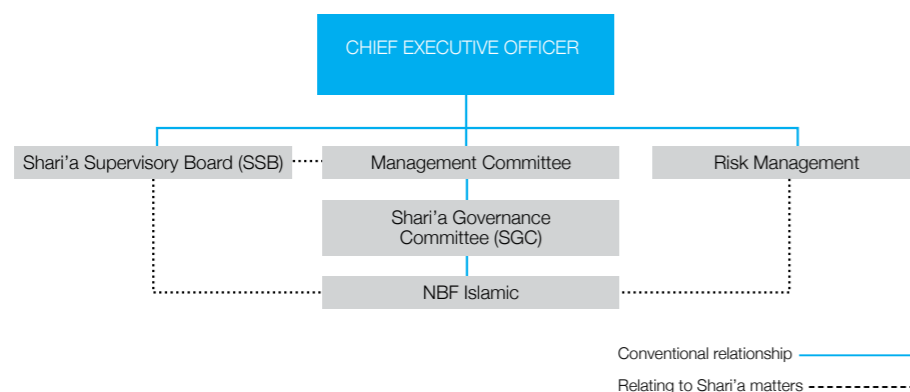 CHIEF EXECUTIVE OFFICER
Shari’a Supervisory Board (SSB)
Management Committee
Risk Management
Shari’a Governance
Committee (SGC)
NBF Islamic
Conventional relationship
Relating to Shari’a matters